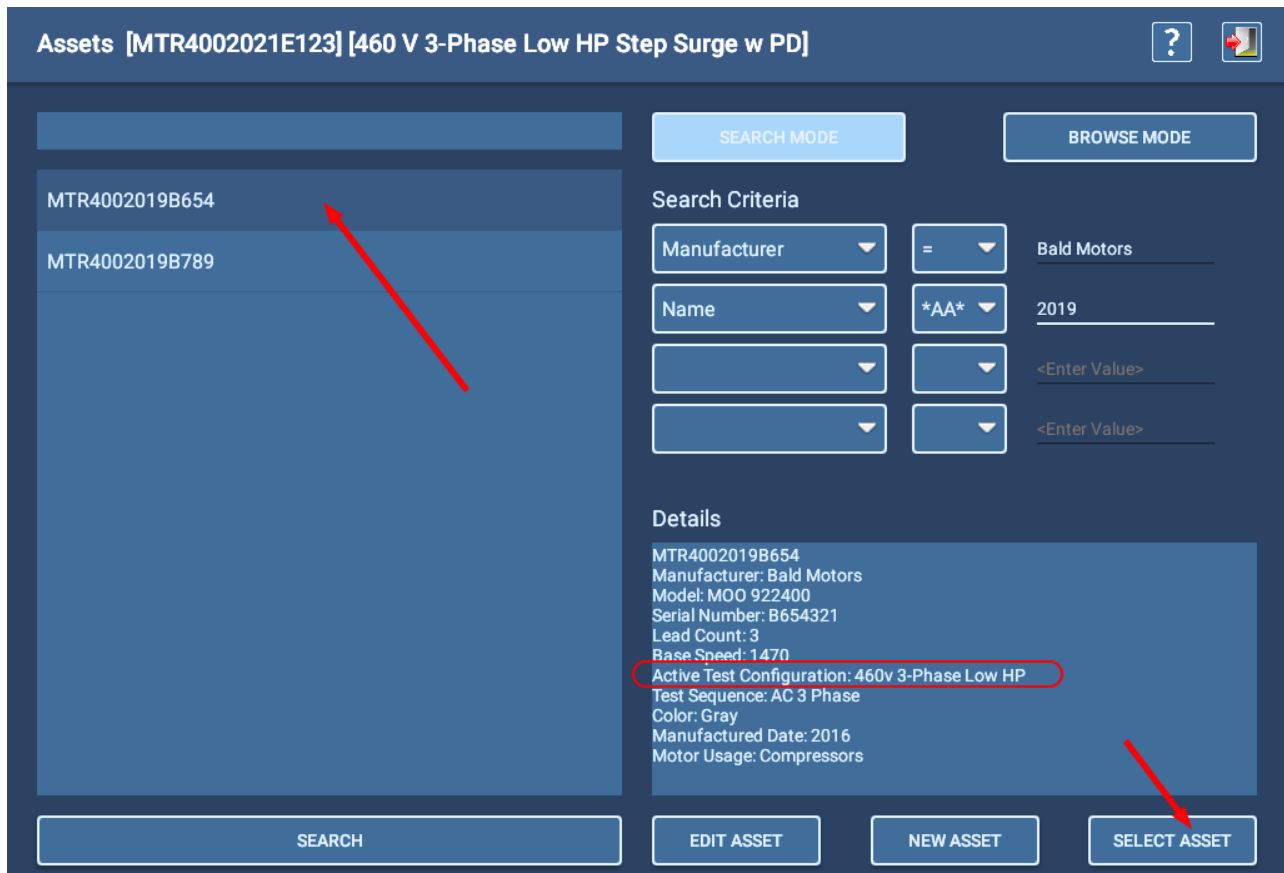 Assets [MTR4002021E123] [460 V 3-Phase Low HP Step Surge w PD]
?
SEARCH MODE
BROWSE MODE
MTR4002019B654
MTR4002019B789
Search Criteria
Manufacturer = Bald Motors
Name *AA* 2019
<Enter Value>
<Enter Value>
Details
MTR4002019B654
Manufacturer: Bald Motors
Model: MOO 922400
Serial Number: B654321
Lead Count: 3
Base Speed: 1470
Active Test Configuration: 460v 3-Phase Low HP
Test Sequence: AC 3 Phase
Color: Gray
Manufactured Date: 2016
Motor Usage: Compressors
SEARCH
EDIT ASSET
NEW ASSET
SELECT ASSET